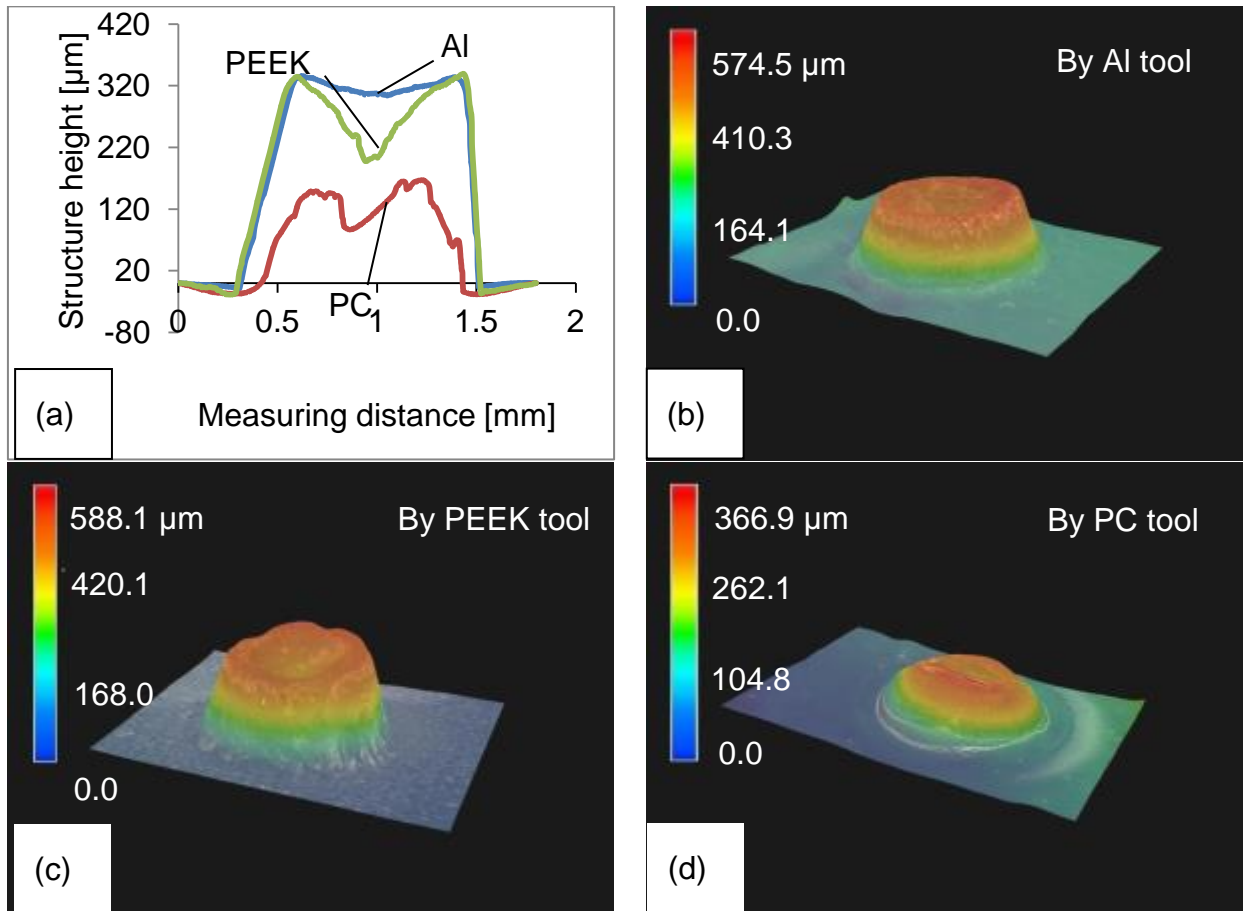 420
320
220
120
20
-80
Structure height [µm]
PEEK
Al
PC
0
0.5
1
1.5
2
Measuring distance [mm]
(a)
574.5 µm
410.3
164.1
0.0
By Al tool
(b)
588.1 µm
420.1
168.0
0.0
By PEEK tool
(c)
366.9 µm
262.1
104.8
0.0
By PC tool
(d)